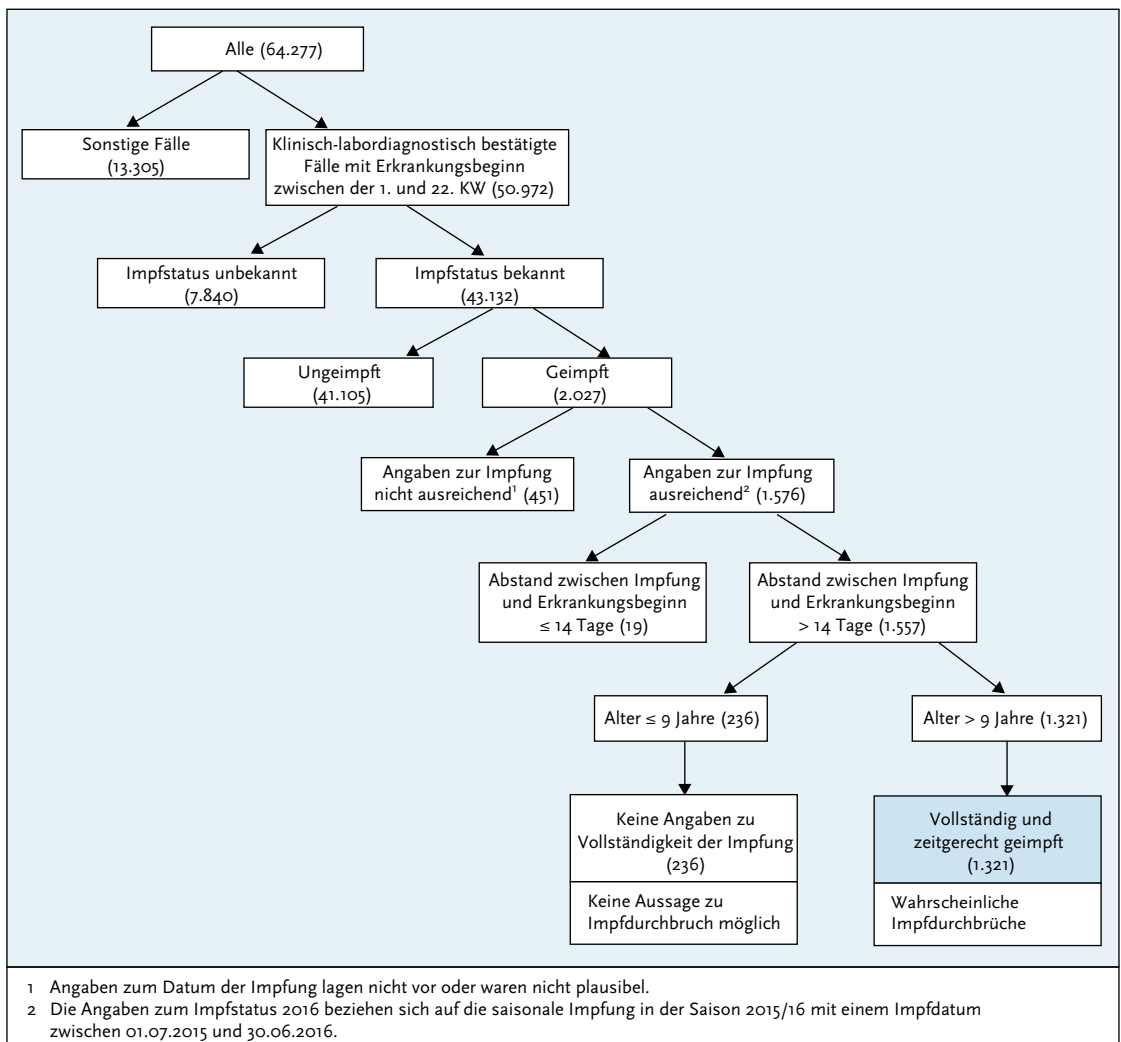 Alle (64.277)
Sonstige Fälle
(13.305)
Klinisch-labordiagnostisch bestätigte
Fälle mit Erkrankungsbeginn
zwischen der 1. und 22. KW (50.972)
Impfstatus unbekannt
(7.840)
Impfstatus bekannt
(43.132)
Ungeimpft
(41.105)
Geimpft
(2.027)
Angaben zur Impfung
nicht ausreichend¹ (451)
Angaben zur Impfung
ausreichend² (1.576)
Abstand zwischen Impfung
und Erkrankungsbeginn
≤ 14 Tage (19)
Abstand zwischen Impfung
und Erkrankungsbeginn
> 14 Tage (1.557)
Alter ≤ 9 Jahre (236)
Alter > 9 Jahre (1.321)
Keine Angaben zu
Vollständigkeit der Impfung
(236)
Keine Aussage zu
Impfdurchbruch möglich
Vollständig und
zeitgerecht geimpft
(1.321)
Wahrscheinliche
Impfdurchbrüche
1 Angaben zum Datum der Impfung lagen nicht vor oder waren nicht plausibel.
2 Die Angaben zum Impfstatus 2016 beziehen sich auf die saisonale Impfung in der Saison 2015/16 mit einem Impfdatum
zwischen 01.07.2015 und 30.06.2016.